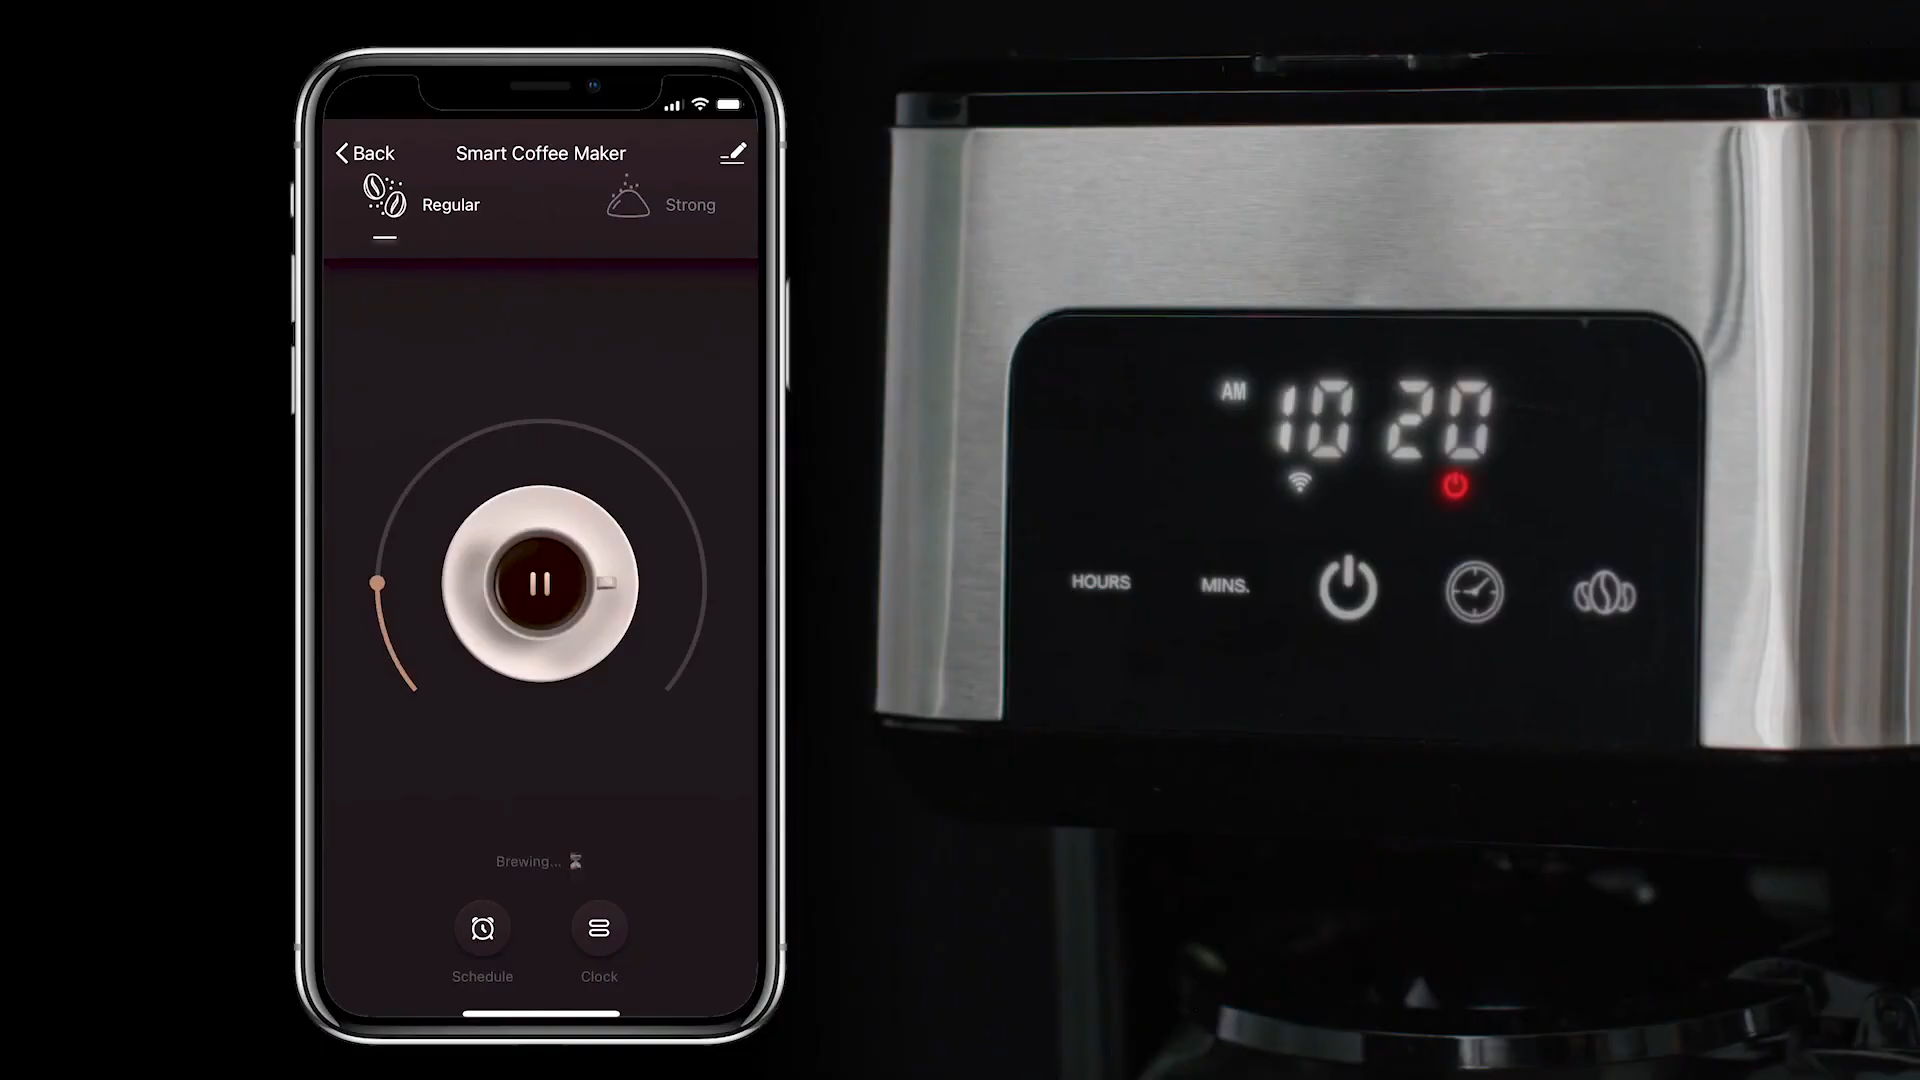 Back
Smart Coffee Maker
Regular
Strong
Brewing...
Schedule
Clock
AM 10 20
HOURS
MINS.